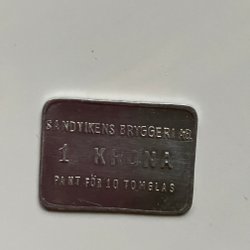 SANDVIKENS BRYGGERI AB.
1 KRONA
PANT FÖR 10 TOMGLAS